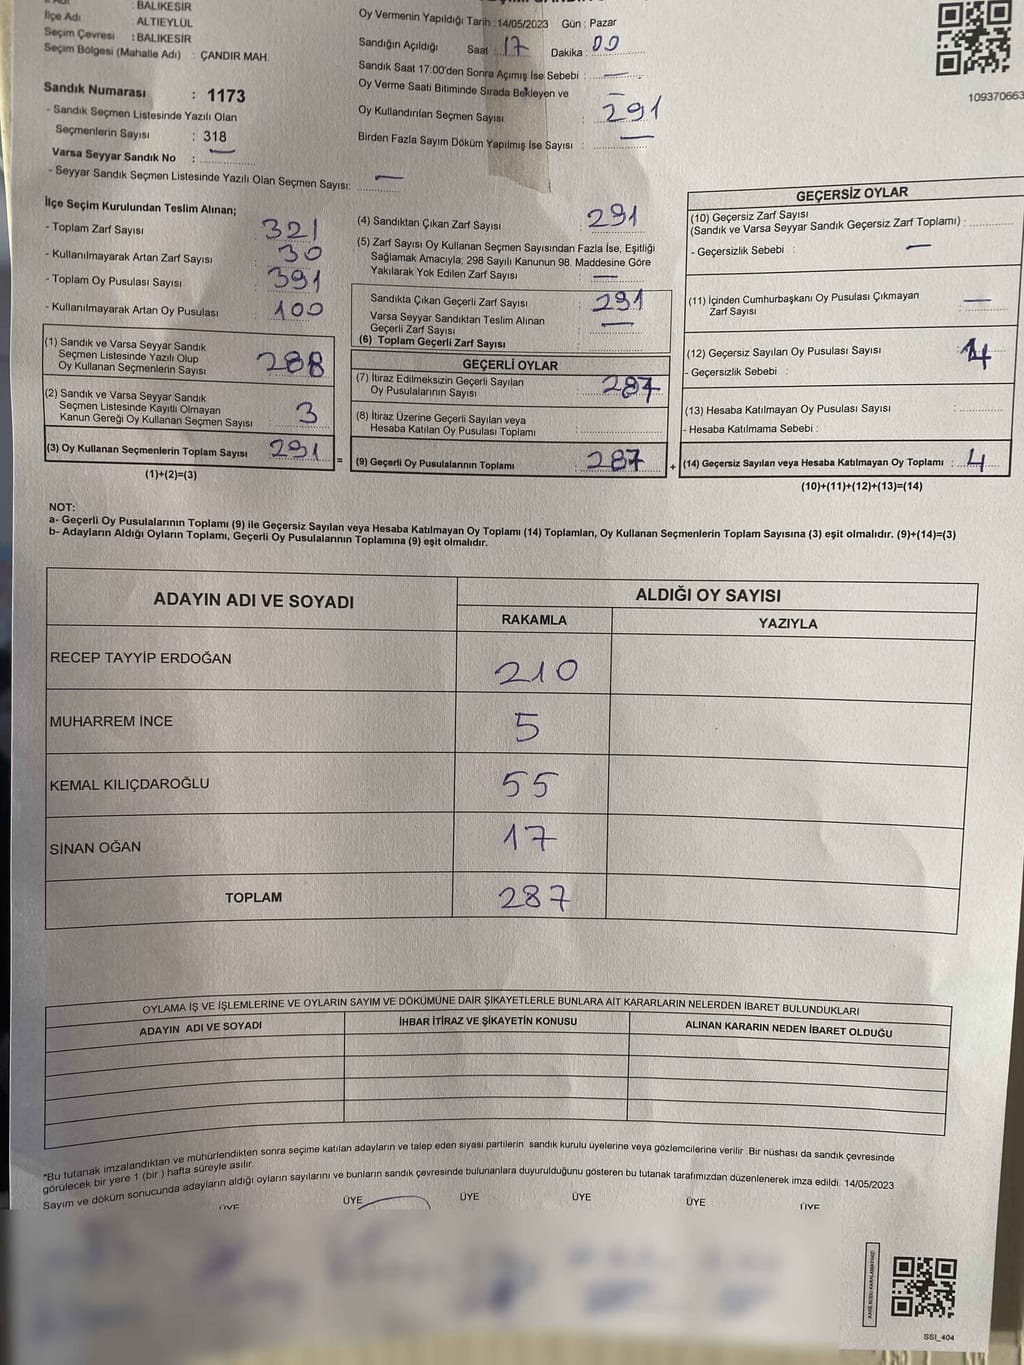 : BALIKESİR
İlçe Adı : ALTIEYLÜL
Seçim Çevresi : BALIKESİR
Seçim Bölgesi (Mahalle Adı) : ÇANDIR MAH.
Sandık Numarası : 1173
- Sandık Seçmen Listesinde Yazılı Olan
Seçmenlerin Sayısı : 318
Varsa Seyyar Sandık No : —
- Seyyar Sandık Seçmen Listesinde Yazılı Olan Seçmen Sayısı: —
Oy Vermenin Yapıldığı Tarih : 14/05/2023 Gün : Pazar
Sandığın Açıldığı Saat : 17 Dakika : 00
Sandık Saat 17:00'den Sonra Açımış İse Sebebi : —
Oy Verme Saati Bitiminde Sırada Bekleyen ve
Oy Kullandırılan Seçmen Sayısı : 291
Birden Fazla Sayım Döküm Yapılmış İse Sayısı : —
109370663
İlçe Seçim Kurulundan Teslim Alınan;
- Toplam Zarf Sayısı : 321
- Kullanılmayarak Artan Zarf Sayısı : 30
- Toplam Oy Pusulası Sayısı : 391
- Kullanılmayarak Artan Oy Pusulası : 100
(1) Sandık ve Varsa Seyyar Sandık
Seçmen Listesinde Yazılı Olup
Oy Kullanan Seçmenlerin Sayısı : 288
(2) Sandık ve Varsa Seyyar Sandık
Seçmen Listesinde Kayıtlı Olmayan
Kanun Gereği Oy Kullanan Seçmen Sayısı : 3
(3) Oy Kullanan Seçmenlerin Toplam Sayısı : 291
(1)+(2)=(3)
=
(4) Sandıktan Çıkan Zarf Sayısı : 291
(5) Zarf Sayısı Oy Kullanan Seçmen Sayısından Fazla İse, Eşitliği
Sağlamak Amacıyla; 298 Sayılı Kanunun 98. Maddesine Göre
Yakılarak Yok Edilen Zarf Sayısı : —
Sandıkta Çıkan Geçerli Zarf Sayısı : 291
Varsa Seyyar Sandıktan Teslim Alınan
Geçerli Zarf Sayısı : —
(6) Toplam Geçerli Zarf Sayısı :
GEÇERLİ OYLAR
(7) İtiraz Edilmeksizin Geçerli Sayılan
Oy Pusulalarının Sayısı : 287
(8) İtiraz Üzerine Geçerli Sayılan veya
Hesaba Katılan Oy Pusulası Toplamı :
(9) Geçerli Oy Pusulalarının Toplamı : 287
+
GEÇERSİZ OYLAR
(10) Geçersiz Zarf Sayısı
(Sandık ve Varsa Seyyar Sandık Geçersiz Zarf Toplamı) :
- Geçersizlik Sebebi : —
(11) İçinden Cumhurbaşkanı Oy Pusulası Çıkmayan
Zarf Sayısı : —
(12) Geçersiz Sayılan Oy Pusulası Sayısı : 4
- Geçersizlik Sebebi :
(13) Hesaba Katılmayan Oy Pusulası Sayısı :
- Hesaba Katılmama Sebebi :
(14) Geçersiz Sayılan veya Hesaba Katılmayan Oy Toplamı : 4
(10)+(11)+(12)+(13)=(14)
NOT:
a- Geçerli Oy Pusulalarının Toplamı (9) ile Geçersiz Sayılan veya Hesaba Katılmayan Oy Toplamı (14) Toplamları, Oy Kullanan Seçmenlerin Toplam Sayısına (3) eşit olmalıdır. (9)+(14)=(3)
b- Adayların Aldığı Oyların Toplamı, Geçerli Oy Pusulalarının Toplamına (9) eşit olmalıdır.
ADAYIN ADI VE SOYADI ALDIĞI OY SAYISI
RAKAMLA YAZIYLA
RECEP TAYYİP ERDOĞAN 210
MUHARREM İNCE 5
KEMAL KILIÇDAROĞLU 55
SİNAN OĞAN 17
TOPLAM 287
OYLAMA İŞ VE İŞLEMLERİNE VE OYLARIN SAYIM VE DÖKÜMÜNE DAİR ŞİKAYETLERLE BUNLARA AİT KARARLARIN NELERDEN İBARET BULUNDUKLARI
ADAYIN ADI VE SOYADI İHBAR İTİRAZ VE ŞİKAYETİN KONUSU ALINAN KARARIN NEDEN İBARET OLDUĞU
*Bu tutanak imzalandıktan ve mühürlendikten sonra seçime katılan adayların ve talep eden siyasi partilerin sandık kurulu üyelerine veya gözlemcilerine verilir .Bir nüshası da sandık çevresinde
görülecek bir yere 1 (bir ) hafta süreyle asılır.
Sayım ve döküm sonucunda adayların aldığı oyların sayılarını ve bunların sandık çevresinde bulunanlara duyurulduğunu gösteren bu tutanak tarafımızdan düzenlenerek imza edildi. 14/05/2023
ÜYE ÜYE ÜYE ÜYE ÜYE ÜYE
SSI_404